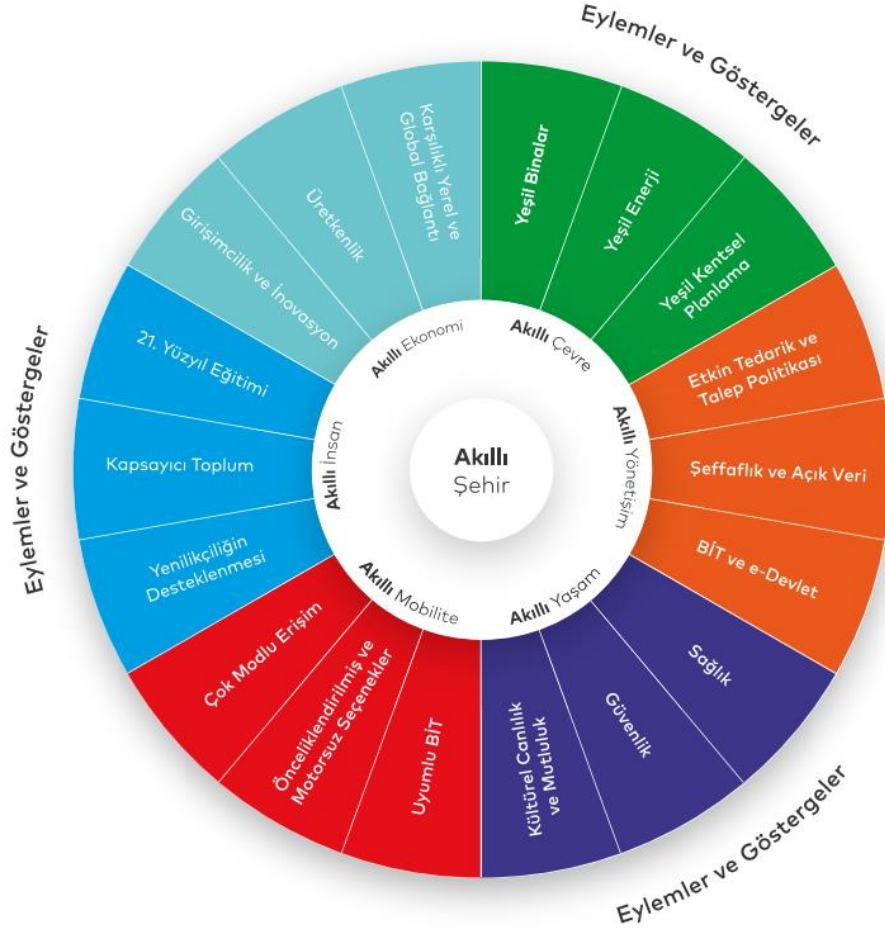 Eylemler ve Göstergeler
Yeşil Binalar
Yeşil Enerji
Yeşil Kentsel
Planlama
Etkin Tedarik ve
Talep Politikası
Şeffaflık ve Açık Veri
BİT ve e-Devlet
Sağlık
Güvenlik
Kültürel Canlılık
ve Mutluluk
Uyumlu BİT
Önceliklendirilmiş ve
Motorsuz Seçenekler
Çok Modlu Erişim
Yenilikçiliğin
Desteklenmesi
Kapsayıcı Toplum
21. Yüzyıl Eğitimi
Girişimcilik ve İnovasyon
Üretkenlik
Karşılıklı Yerel ve
Global Bağlantı
Akıllı Çevre
Akıllı Yönetişim
Akıllı Yaşam
Akıllı Mobilite
Akıllı İnsan
Akıllı Ekonomi
Akıllı
Şehir
Eylemler ve Göstergeler
Eylemler ve Göstergeler